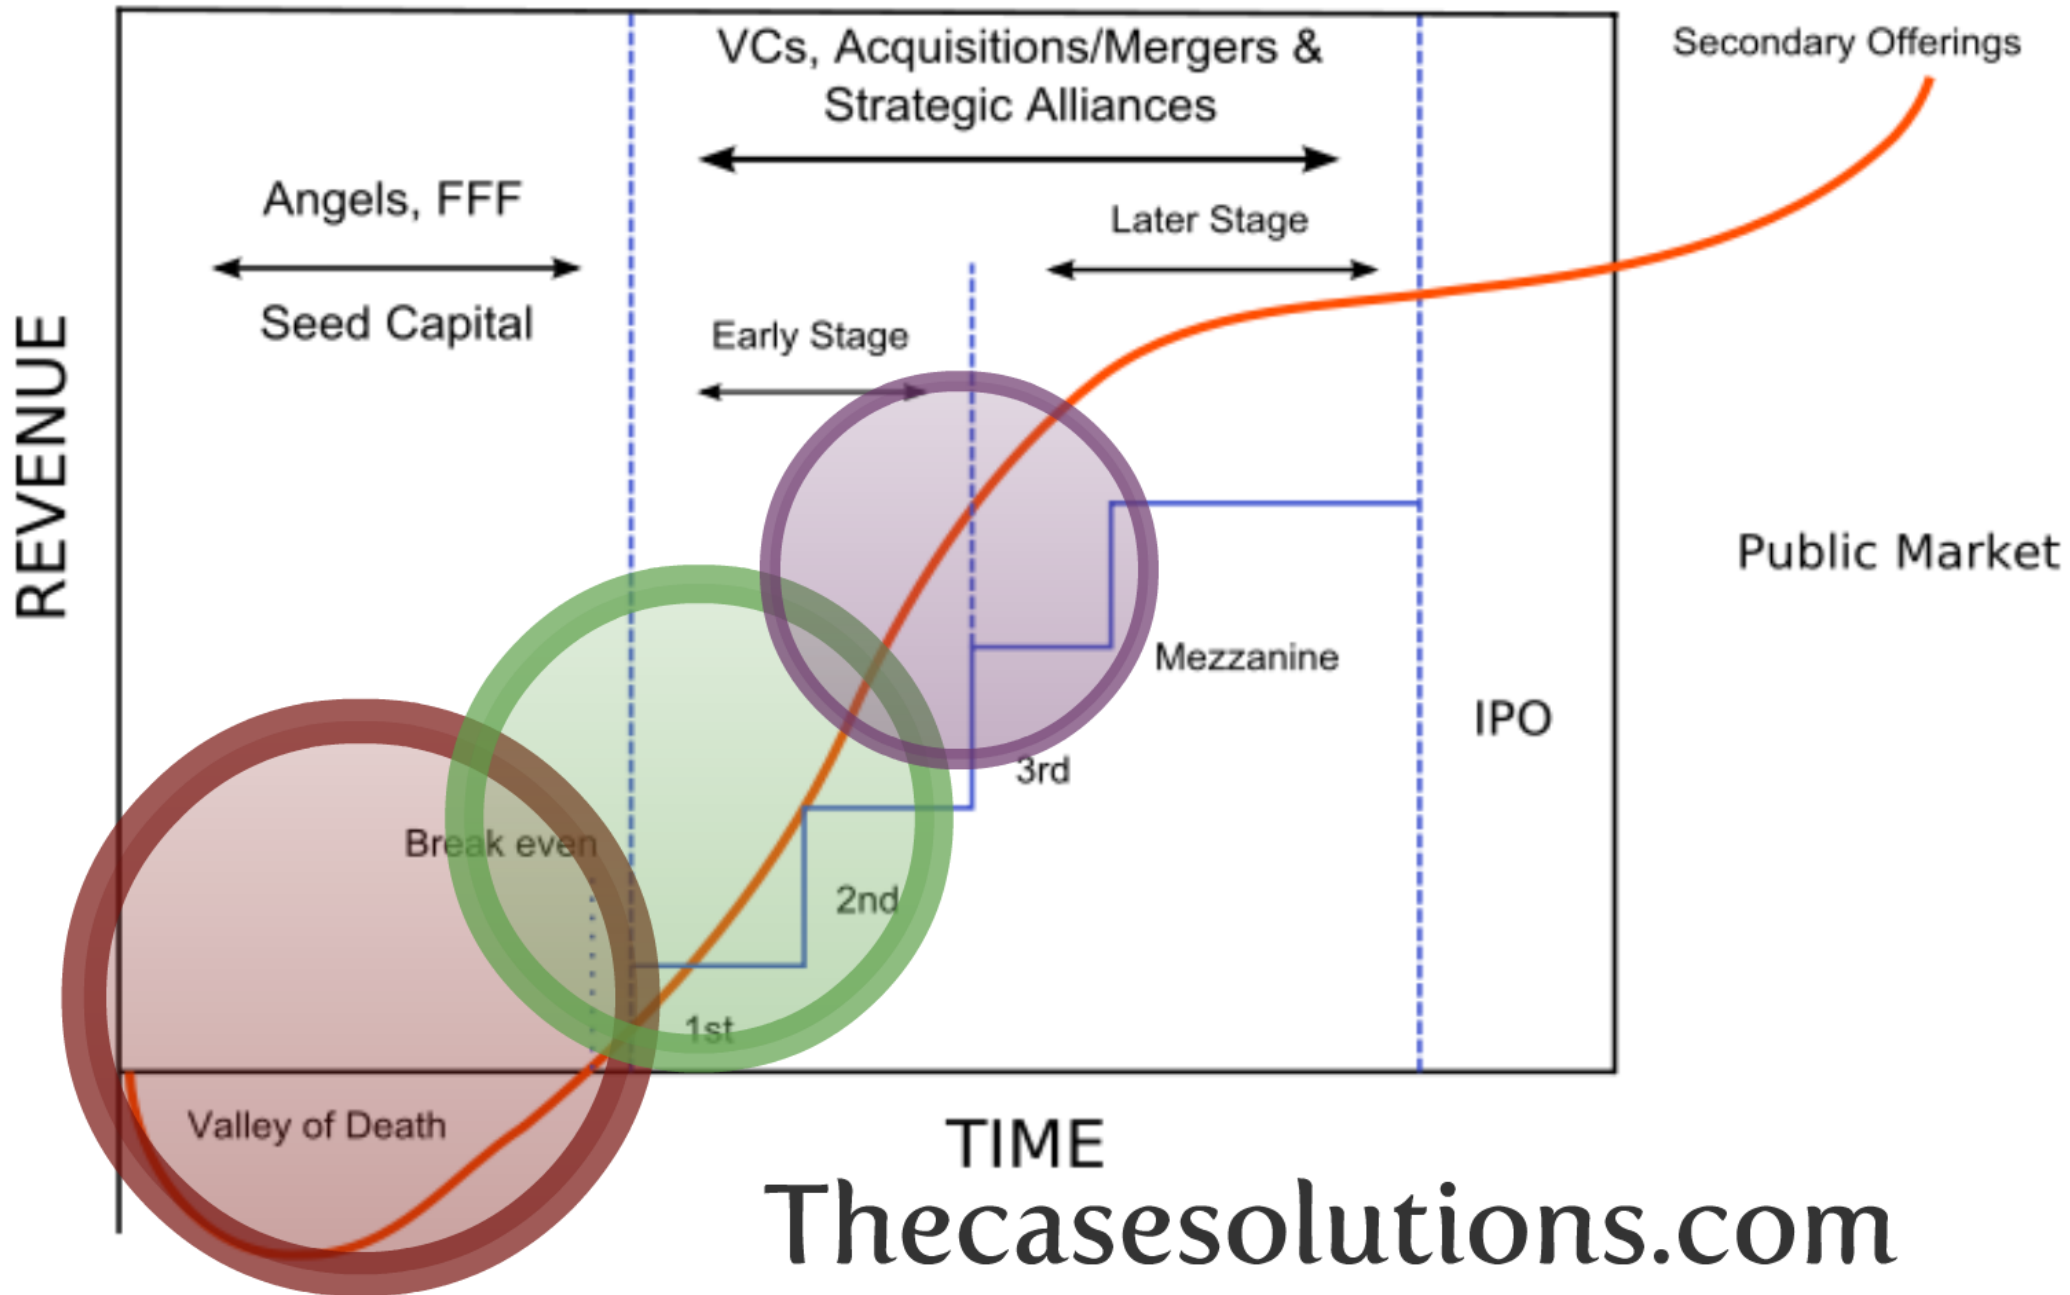 VCs, Acquisitions/Mergers &
Strategic Alliances
Secondary Offerings
Angels, FFF
Seed Capital
Later Stage
Early Stage
REVENUE
Public Market
Mezzanine
IPO
3rd
Break even
2nd
1st
Valley of Death
TIME
Thecasesolutions.com